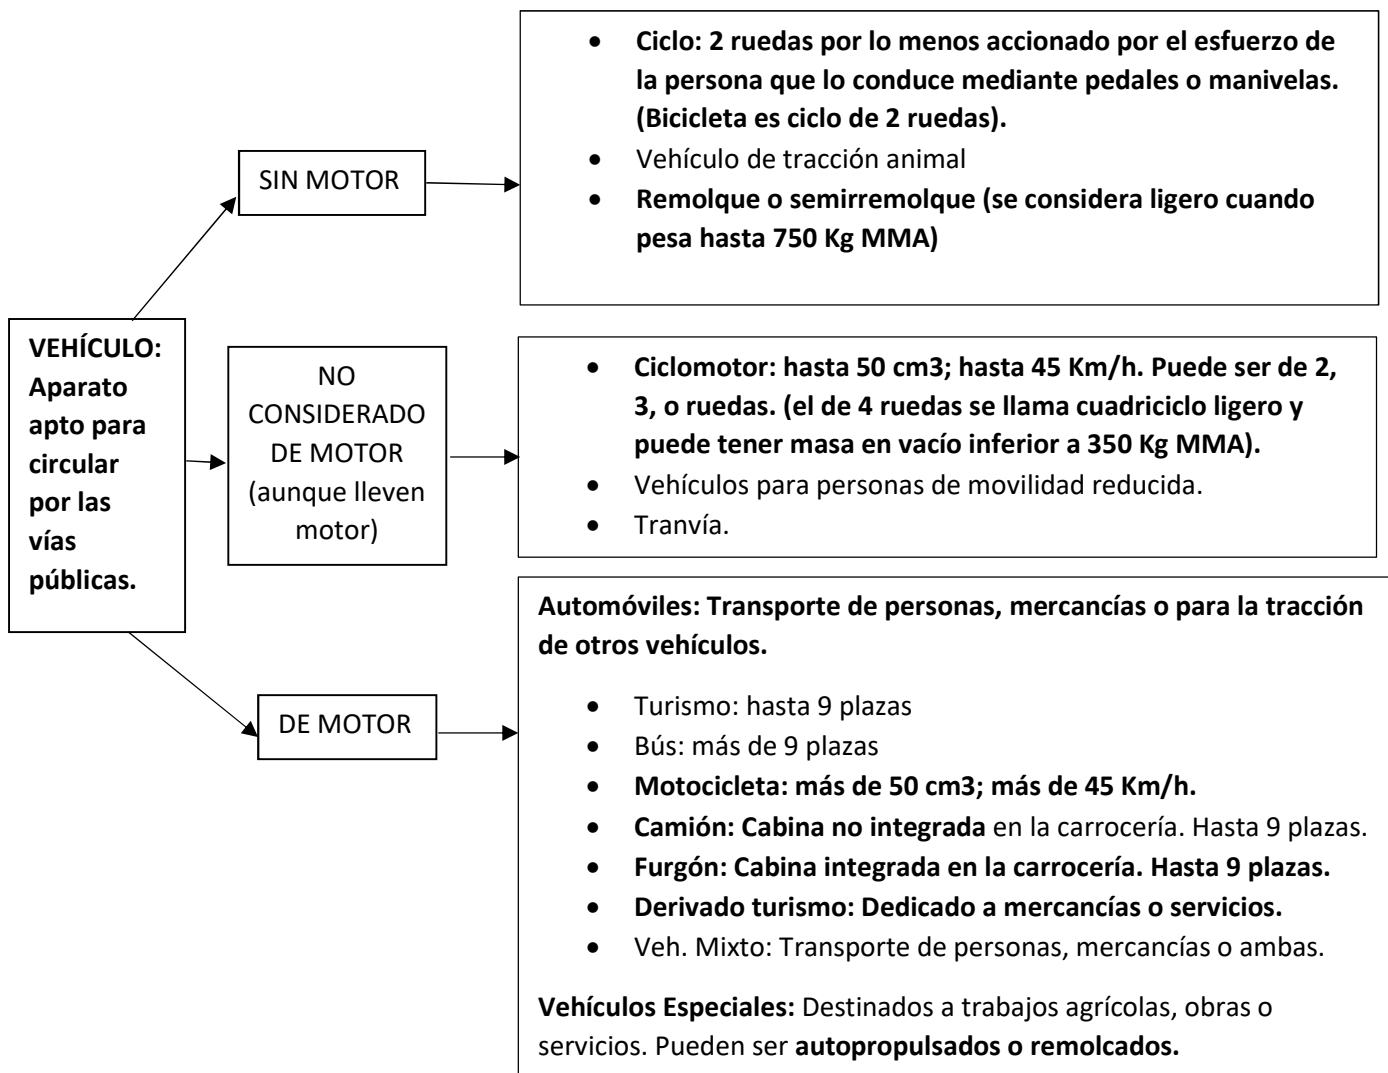 • Ciclo: 2 ruedas por lo menos accionado por el esfuerzo de
la persona que lo conduce mediante pedales o manivelas.
(Bicicleta es ciclo de 2 ruedas).
• Vehículo de tracción animal
• Remolque o semirremolque (se considera ligero cuando
pesa hasta 750 Kg MMA)
SIN MOTOR
VEHÍCULO:
Aparato
apto para
circular
por las
vías
públicas.
NO
CONSIDERADO
DE MOTOR
(aunque lleven
motor)
• Ciclomotor: hasta 50 cm3; hasta 45 Km/h. Puede ser de 2,
3, o ruedas. (el de 4 ruedas se llama cuadriciclo ligero y
puede tener masa en vacío inferior a 350 Kg MMA).
• Vehículos para personas de movilidad reducida.
• Tranvía.
DE MOTOR
Automóviles: Transporte de personas, mercancías o para la tracción
de otros vehículos.
• Turismo: hasta 9 plazas
• Bús: más de 9 plazas
• Motocicleta: más de 50 cm3; más de 45 Km/h.
• Camión: Cabina no integrada en la carrocería. Hasta 9 plazas.
• Furgón: Cabina integrada en la carrocería. Hasta 9 plazas.
• Derivado turismo: Dedicado a mercancías o servicios.
• Veh. Mixto: Transporte de personas, mercancías o ambas.
Vehículos Especiales: Destinados a trabajos agrícolas, obras o
servicios. Pueden ser autopropulsados o remolcados.